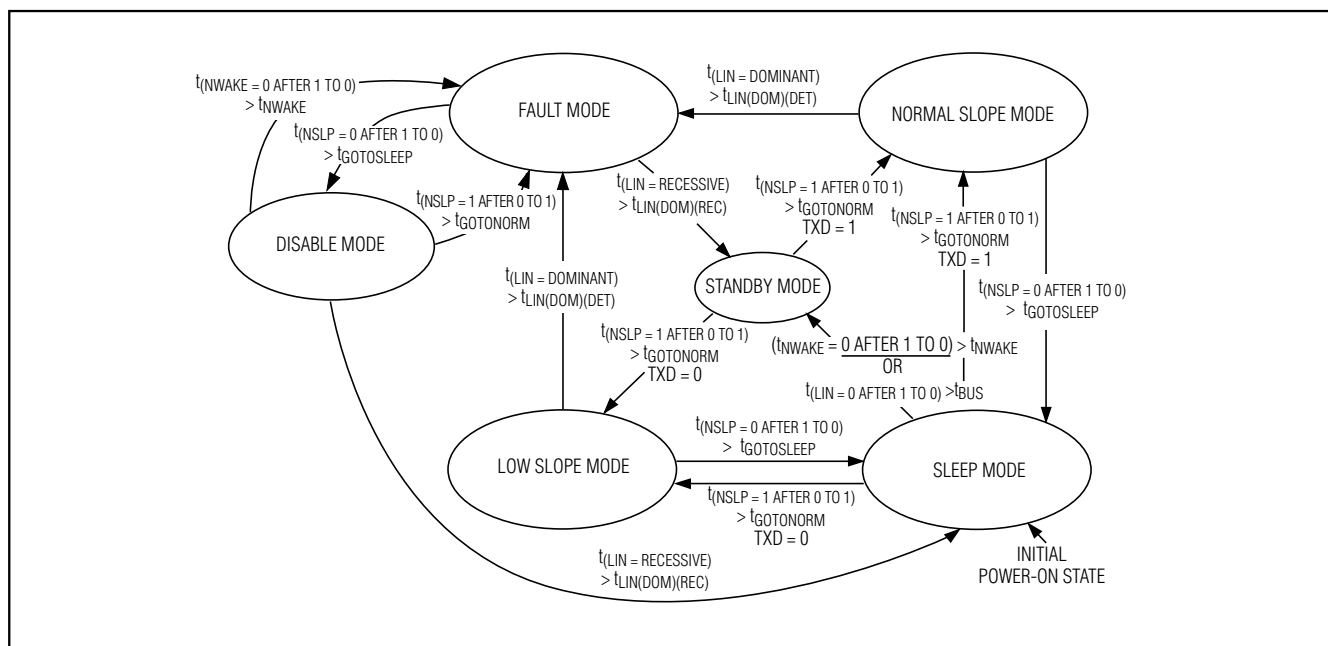 t(NWAKE = 0 AFTER 1 TO 0)
> tNWAKE
FAULT MODE
t(LIN = DOMINANT)
> tLIN(DOM)(DET)
NORMAL SLOPE MODE
t(NSLP = 0 AFTER 1 TO 0)
> tGOTOSLEEP
t(LIN = RECESSIVE)
> tLIN(DOM)(REC)
t(NSLP = 1 AFTER 0 TO 1)
> tGOTONORM
TXD = 1
t(NSLP = 1 AFTER 0 TO 1)
> tGOTONORM
t(NSLP = 1 AFTER 0 TO 1)
> tGOTONORM
TXD = 1
DISABLE MODE
t(LIN = DOMINANT)
> tLIN(DOM)(DET)
STANDBY MODE
t(NSLP = 0 AFTER 1 TO 0)
> tGOTOSLEEP
t(NSLP = 1 AFTER 0 TO 1)
> tGOTONORM
TXD = 0
(tNWAKE = 0 AFTER 1 TO 0) > tNWAKE
OR
t(LIN = 0 AFTER 1 TO 0) >tBUS
LOW SLOPE MODE
t(NSLP = 0 AFTER 1 TO 0)
> tGOTOSLEEP
SLEEP MODE
t(NSLP = 1 AFTER 0 TO 1)
> tGOTONORM
TXD = 0
t(LIN = RECESSIVE)
> tLIN(DOM)(REC)
INITIAL
POWER-ON STATE